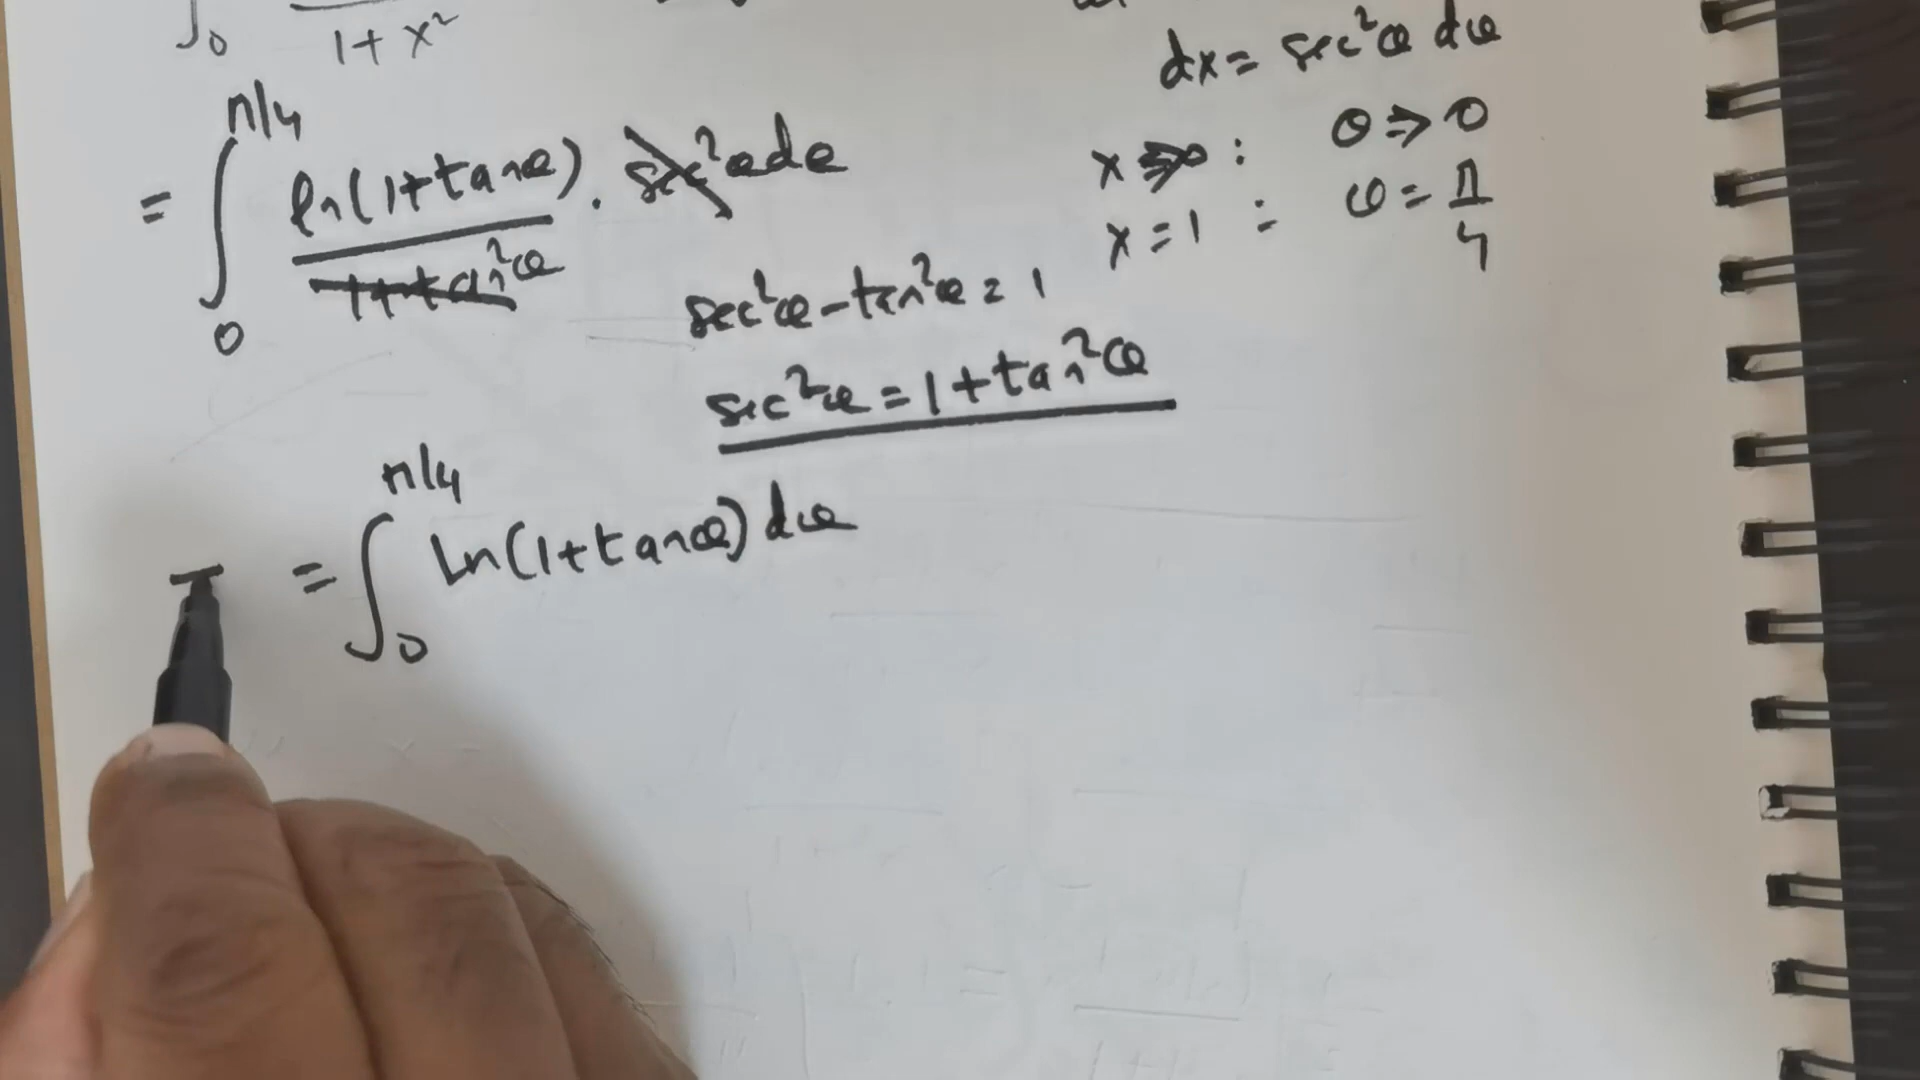 ∫₀ 1 + x²
dx = sec²θ dθ
x ⇒ 0 : θ ⇒ 0
x = 1 : θ = π/4
= ∫₀^π/4 ln(1+tanθ)/(1+tan²θ) · sec²θ dθ
sec²θ - tan²θ = 1
sec²θ = 1 + tan²θ
I = ∫₀^π/4 ln(1+tanθ) dθ